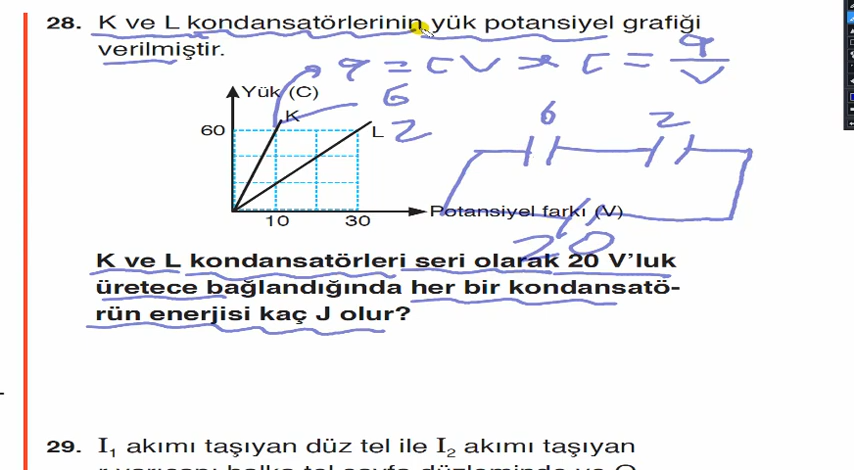 28. K ve L kondansatörlerinin yük potansiyel grafiği
verilmiştir.
q = CV
C = q / V
Yük (C)
6
K
60
L
2
6
2
10
30
Potansiyel farkı (V)
20
K ve L kondansatörleri seri olarak 20 V'luk
üretece bağlandığında her bir kondansatö-
rün enerjisi kaç J olur?
29. I₁ akımı taşıyan düz tel ile I₂ akımı taşıyan